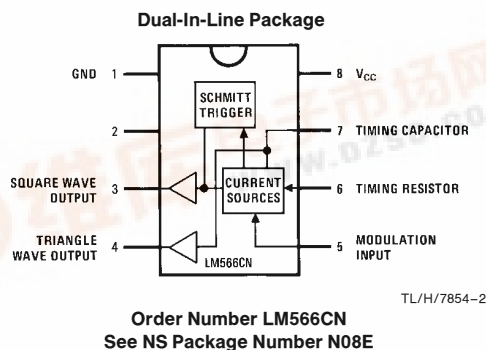 Dual-In-Line Package
GND 1
8 VCC
SCHMITT
TRIGGER
2
7 TIMING CAPACITOR
SQUARE WAVE
OUTPUT
3
CURRENT
SOURCES
6 TIMING RESISTOR
TRIANGLE
WAVE OUTPUT
4
LM566CN
5 MODULATION
INPUT
TL/H/7854–2
Order Number LM566CN
See NS Package Number N08E